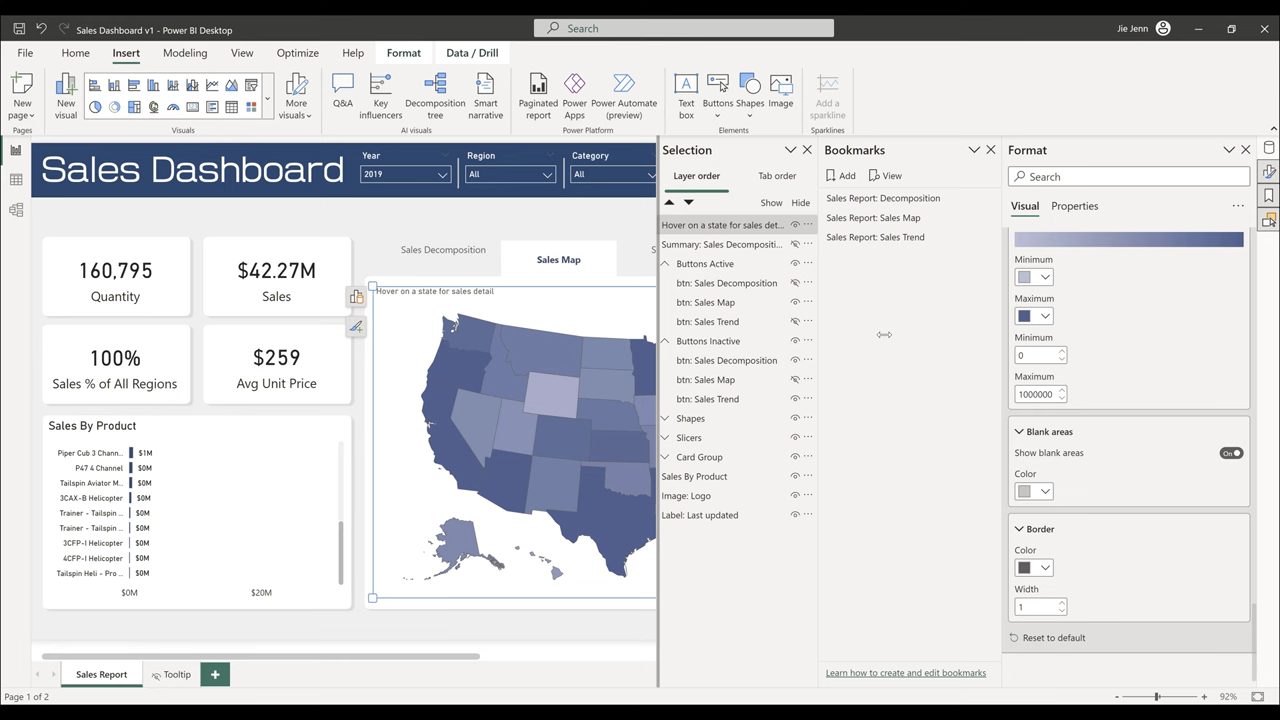 Sales Dashboard v1 - Power BI Desktop
Search
Jie Jenn
File
Home
Insert
Modeling
View
Optimize
Help
Format
Data / Drill
New page
New visual
More visuals
Q&A
Key influencers
Decomposition tree
Smart narrative
Paginated report
Power Apps
Power Automate (preview)
Text box
Buttons
Shapes
Image
Add a sparkline
Pages
Visuals
AI visuals
Power Platform
Elements
Sparklines
Sales Dashboard
Year
2019
Region
All
Category
All
160,795
Quantity
$42.27M
Sales
100%
Sales % of All Regions
$259
Avg Unit Price
Sales By Product
Piper Cub 3 Chann... $1M
P47 4 Channel $0M
Tailspin Aviator M... $0M
3CAX-B Helicopter $0M
Trainer - Tailspin ... $0M
Trainer - Tailspin ... $0M
3CFP-I Helicopter $0M
4CFP-I Helicopter $0M
Tailspin Heli - Pro ... $0M
$0M $20M
Sales Decomposition
Sales Map
S
Hover on a state for sales detail
Selection
Layer order
Tab order
Show
Hide
Hover on a state for sales det...
Summary: Sales Decompositi...
Buttons Active
btn: Sales Decomposition
btn: Sales Map
btn: Sales Trend
Buttons Inactive
btn: Sales Decomposition
btn: Sales Map
btn: Sales Trend
Shapes
Slicers
Card Group
Sales By Product
Image: Logo
Label: Last updated
Bookmarks
Add
View
Sales Report: Decomposition
Sales Report: Sales Map
Sales Report: Sales Trend
Learn how to create and edit bookmarks
Format
Search
Visual
Properties
Minimum
Maximum
Minimum
0
Maximum
1000000
Blank areas
Show blank areas
On
Color
Border
Color
Width
1
Reset to default
Sales Report
Tooltip
Page 1 of 2
92%